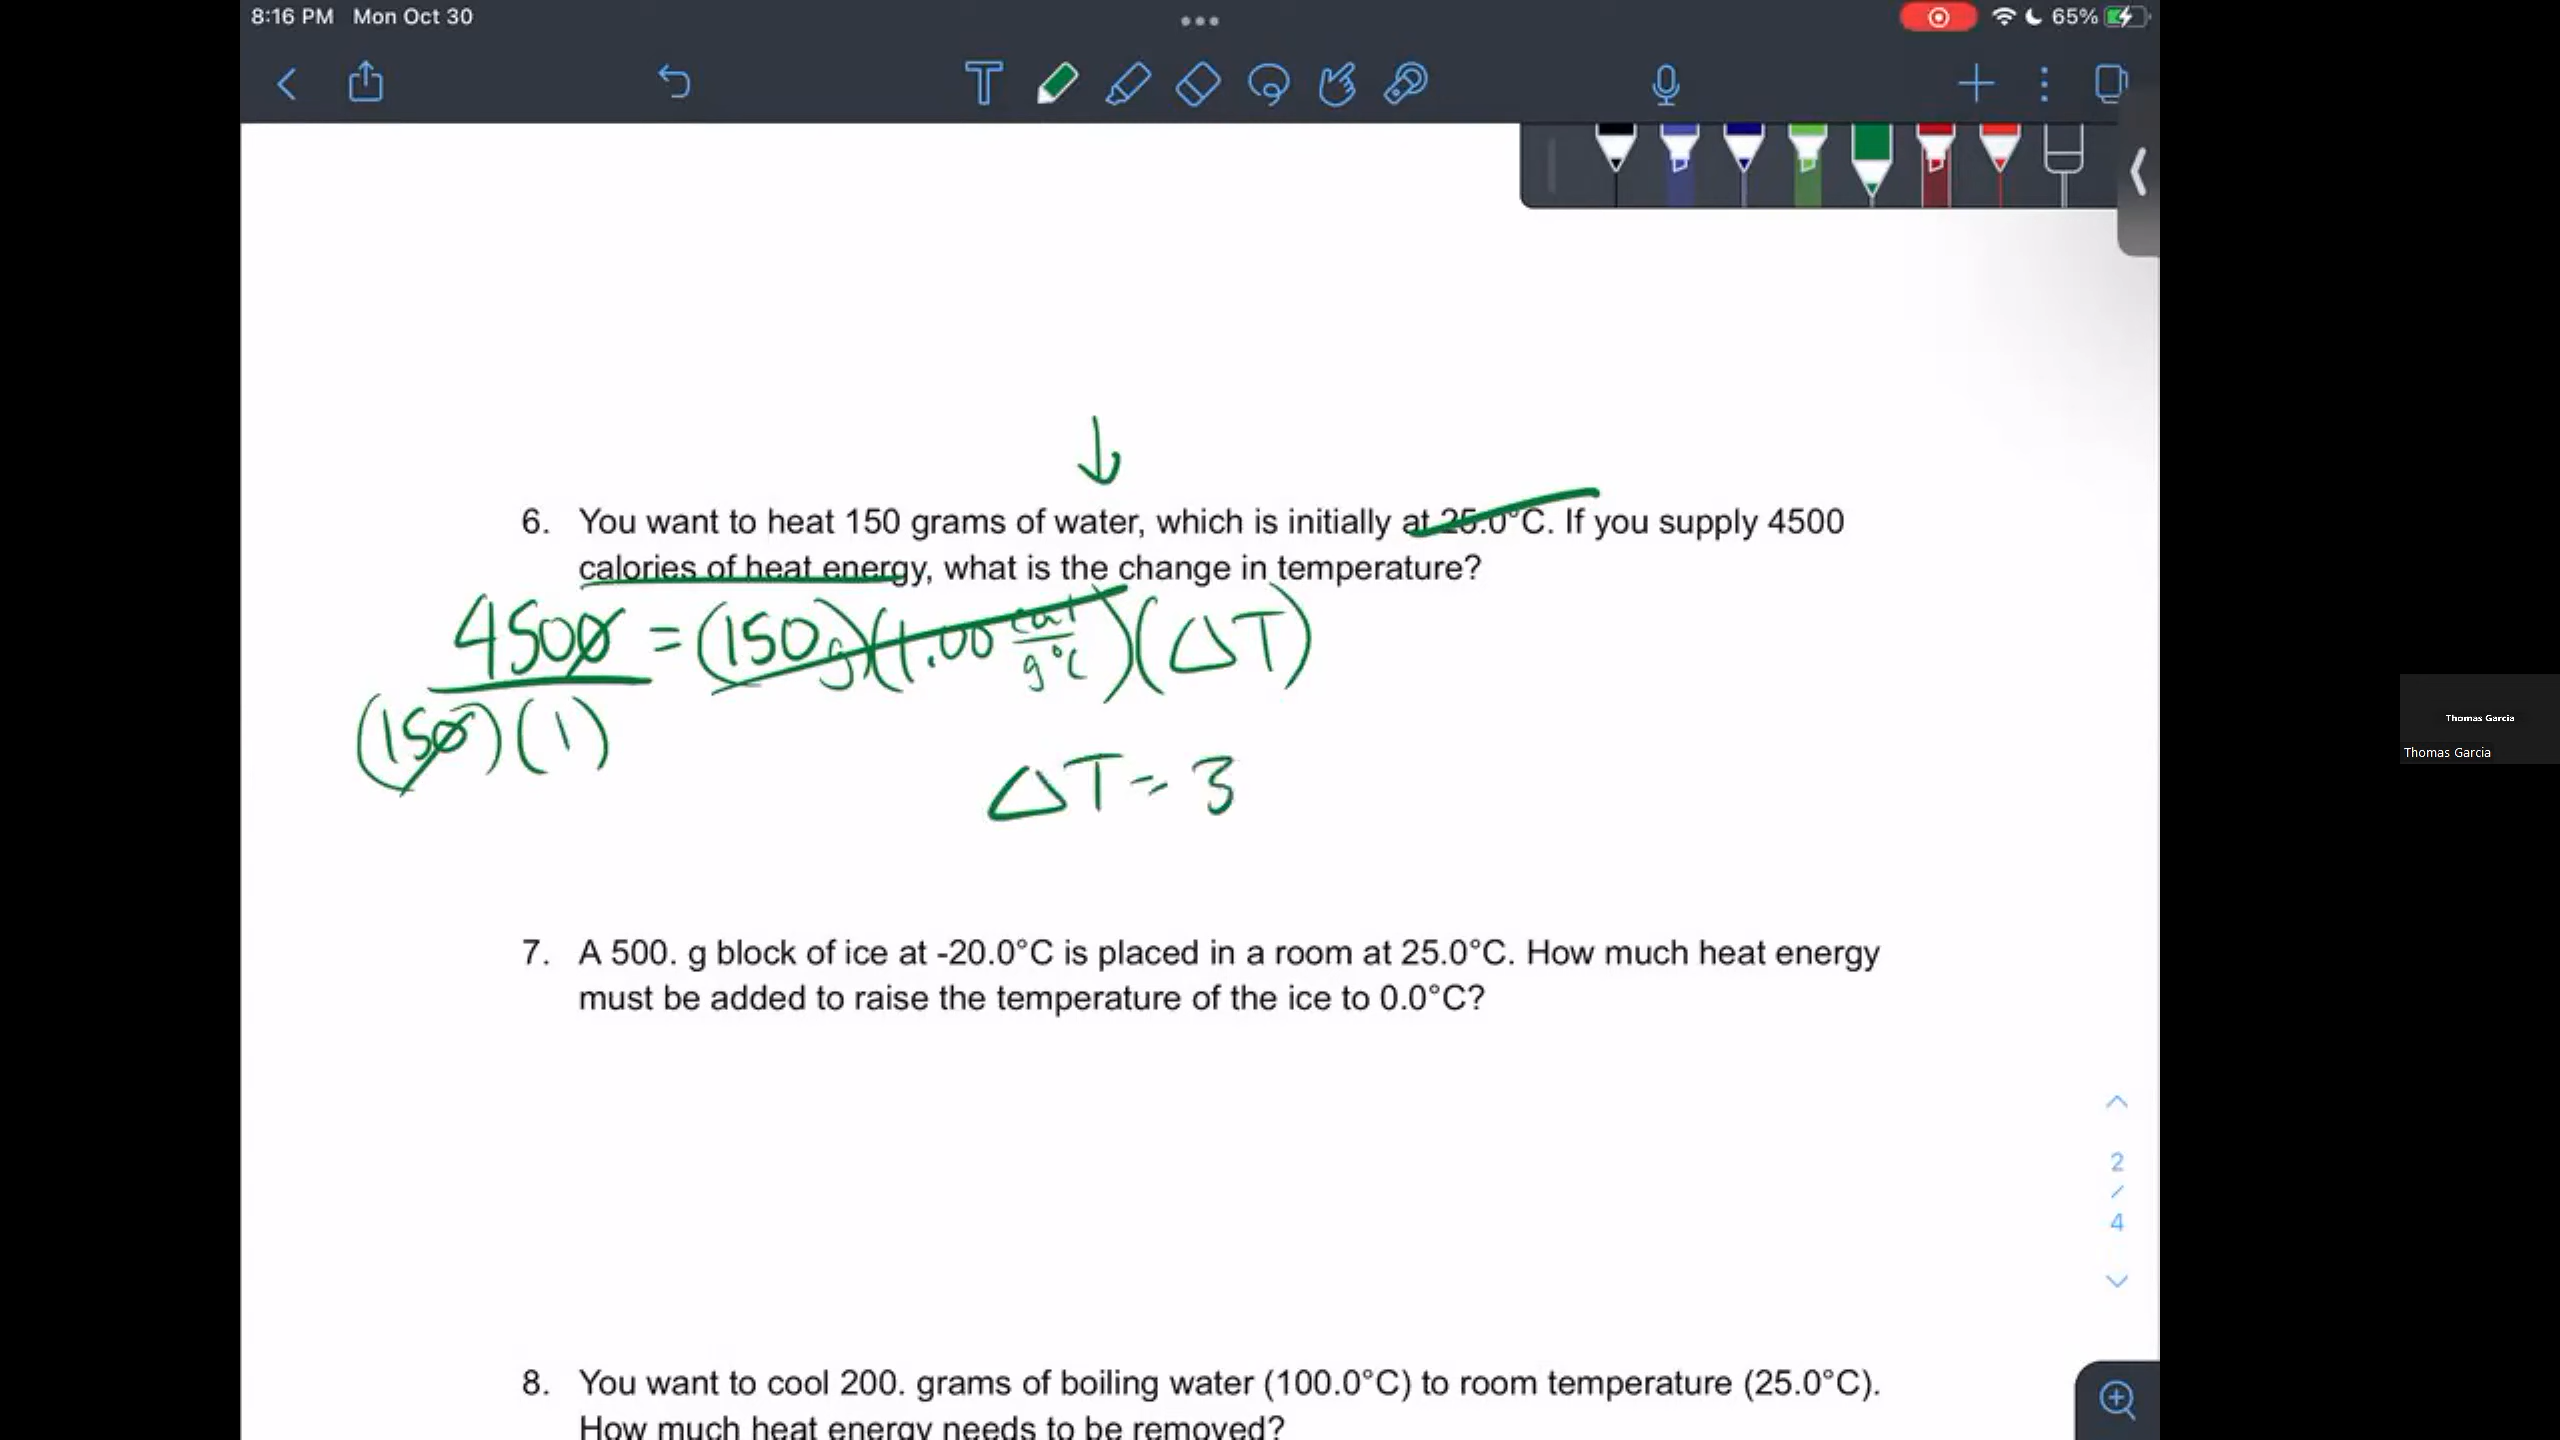 8:16 PM Mon Oct 30
65%
T
6. You want to heat 150 grams of water, which is initially at 25.0°C. If you supply 4500
calories of heat energy, what is the change in temperature?
4500 = (150g)(1.00 cal/g°C)(ΔT)
(150)(1)
ΔT = 3
Thomas Garcia
Thomas Garcia
7. A 500. g block of ice at -20.0°C is placed in a room at 25.0°C. How much heat energy
must be added to raise the temperature of the ice to 0.0°C?
2
/
4
8. You want to cool 200. grams of boiling water (100.0°C) to room temperature (25.0°C).
How much heat energy needs to be removed?